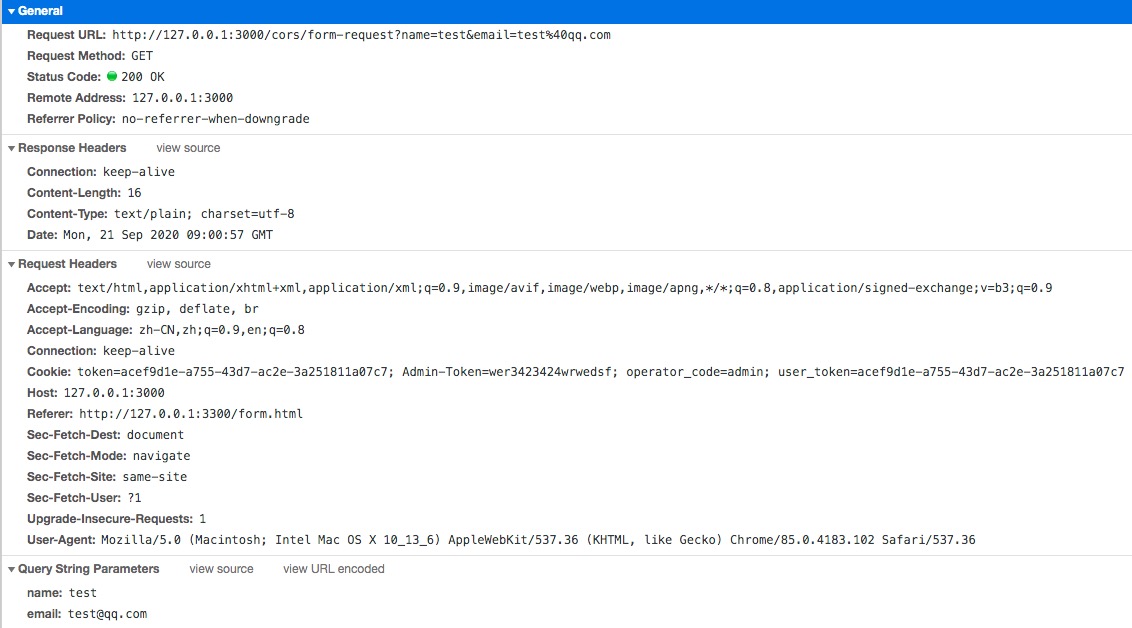 General
Request URL: http://127.0.0.1:3000/cors/form-request?name=test&email=test%40qq.com
Request Method: GET
Status Code: 200 OK
Remote Address: 127.0.0.1:3000
Referrer Policy: no-referrer-when-downgrade
Response Headers view source
Connection: keep-alive
Content-Length: 16
Content-Type: text/plain; charset=utf-8
Date: Mon, 21 Sep 2020 09:00:57 GMT
Request Headers view source
Accept: text/html,application/xhtml+xml,application/xml;q=0.9,image/avif,image/webp,image/apng,*/*;q=0.8,application/signed-exchange;v=b3;q=0.9
Accept-Encoding: gzip, deflate, br
Accept-Language: zh-CN,zh;q=0.9,en;q=0.8
Connection: keep-alive
Cookie: token=acef9d1e-a755-43d7-ac2e-3a251811a07c7; Admin-Token=wer3423424wrwedsf; operator_code=admin; user_token=acef9d1e-a755-43d7-ac2e-3a251811a07c7
Host: 127.0.0.1:3000
Referer: http://127.0.0.1:3300/form.html
Sec-Fetch-Dest: document
Sec-Fetch-Mode: navigate
Sec-Fetch-Site: same-site
Sec-Fetch-User: ?1
Upgrade-Insecure-Requests: 1
User-Agent: Mozilla/5.0 (Macintosh; Intel Mac OS X 10_13_6) AppleWebKit/537.36 (KHTML, like Gecko) Chrome/85.0.4183.102 Safari/537.36
Query String Parameters view source view URL encoded
name: test
email: test@qq.com